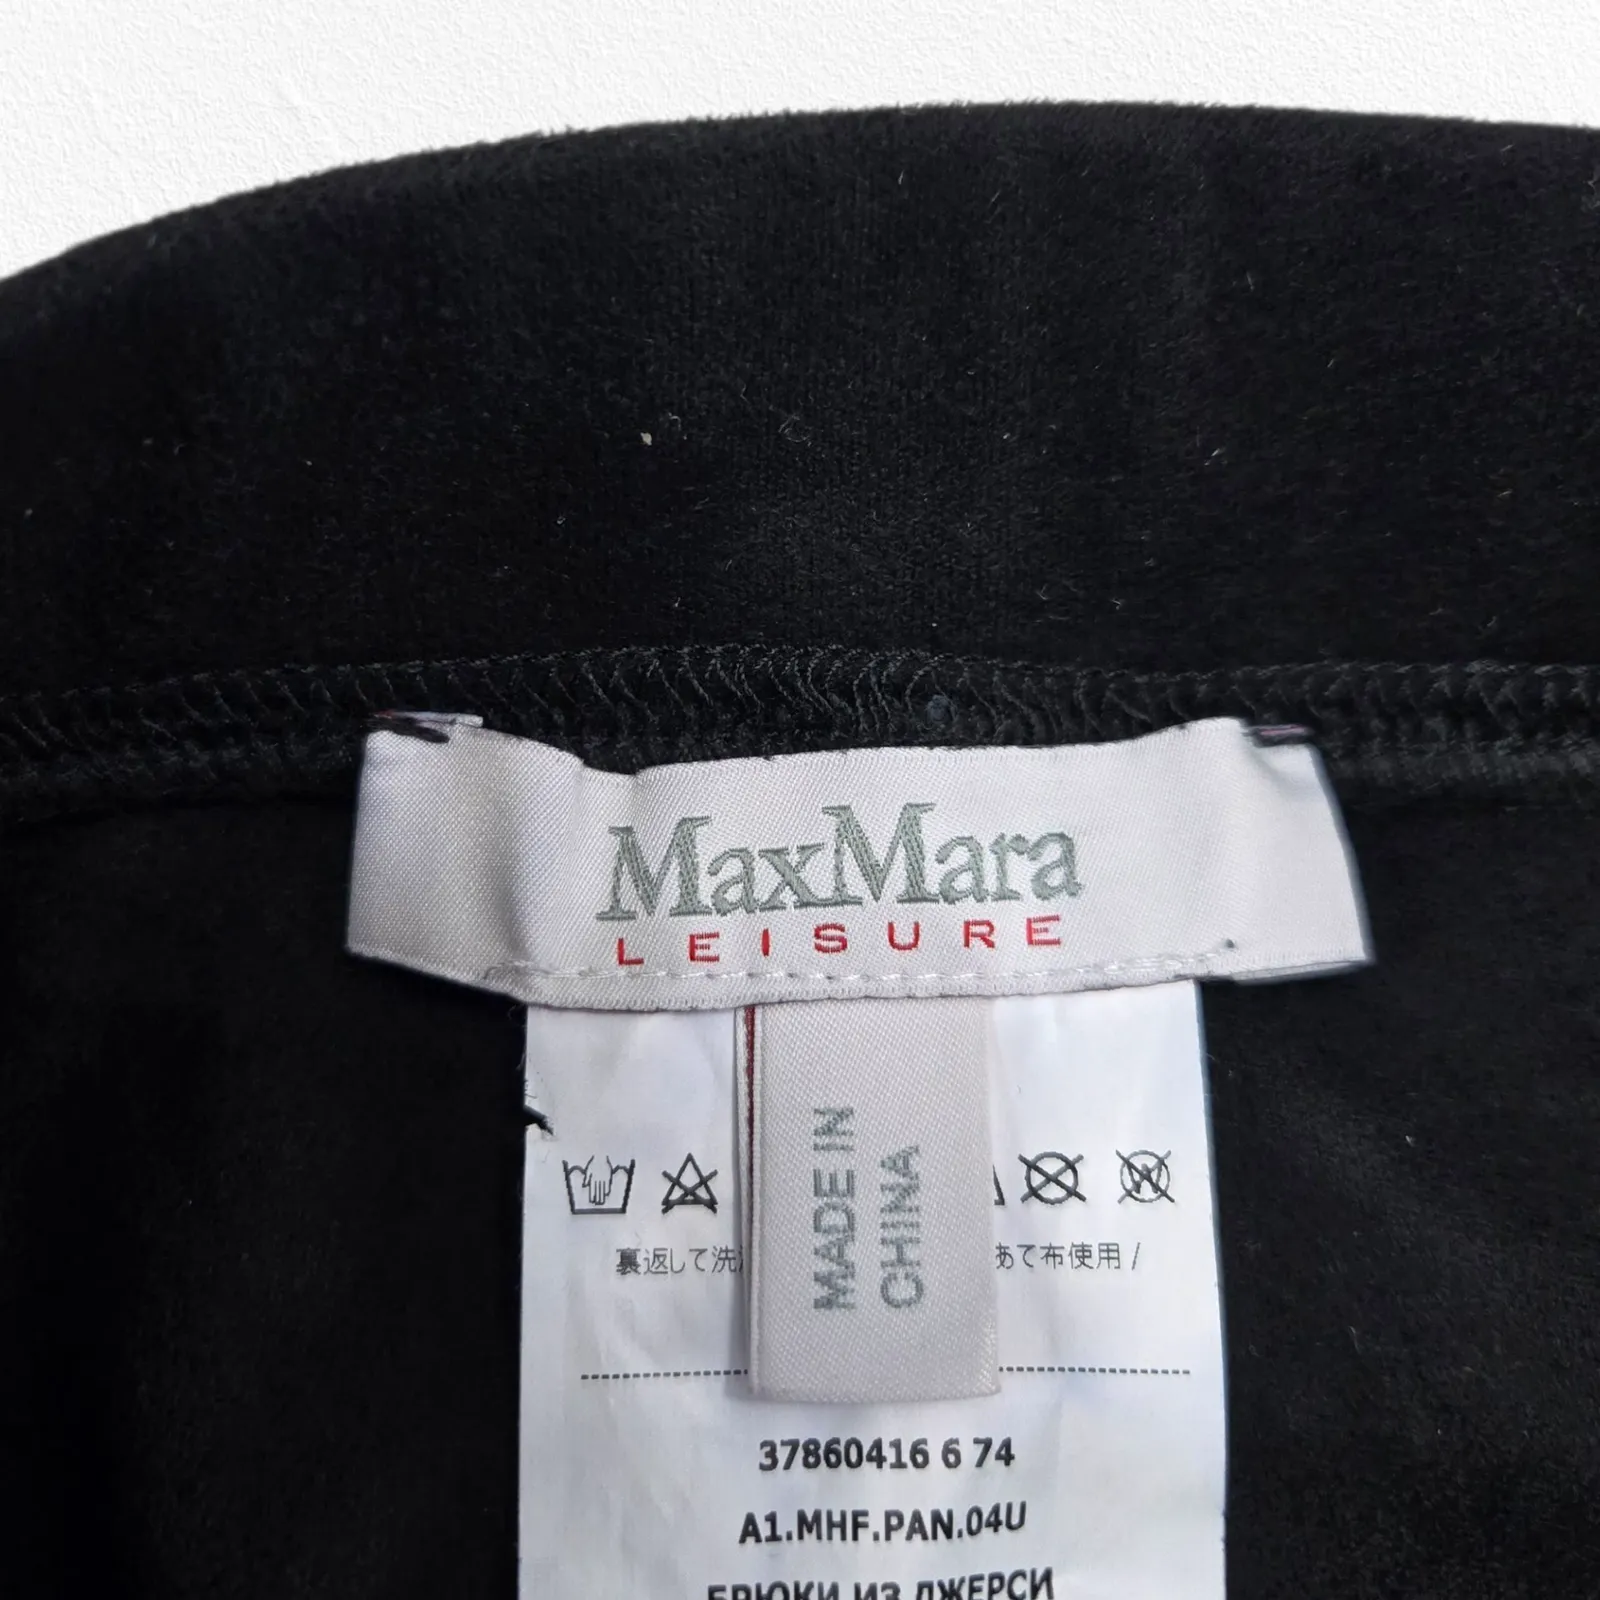 MaxMara
LEISURE
MADE IN
CHINA
裏返して洗 あて布使用 /
37860416 6 74
A1.MHF.PAN.04U
БРЮКИ ИЗ ДЖЕРСИ